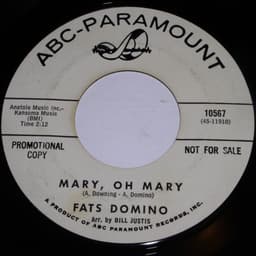 ABC-PARAMOUNT
Anatole Music Inc.-
Kansoma Music
(BMI)
Time 2:12
10567
(45-11918)
PROMOTIONAL
COPY
NOT FOR SALE
MARY, OH MARY
(A. Downing - A. Domino)
FATS DOMINO
Arr. by BILL JUSTIS
A PRODUCT OF ABC PARAMOUNT RECORDS, INC.